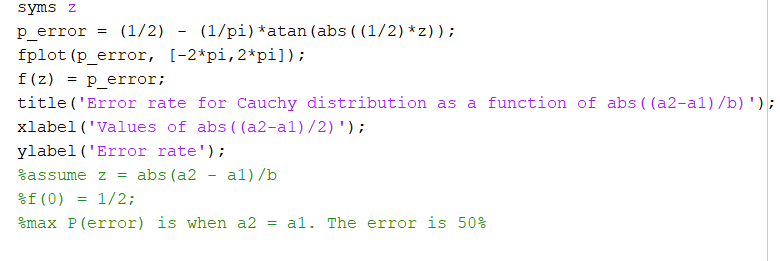 syms z
p_error = (1/2) - (1/pi)*atan(abs((1/2)*z));
fplot(p_error, [-2*pi,2*pi]);
f(z) = p_error;
title('Error rate for Cauchy distribution as a function of abs((a2-a1)/b)');
xlabel('Values of abs((a2-a1)/2)');
ylabel('Error rate');
%assume z = abs(a2 - a1)/b
%f(0) = 1/2;
%max P(error) is when a2 = a1. The error is 50%